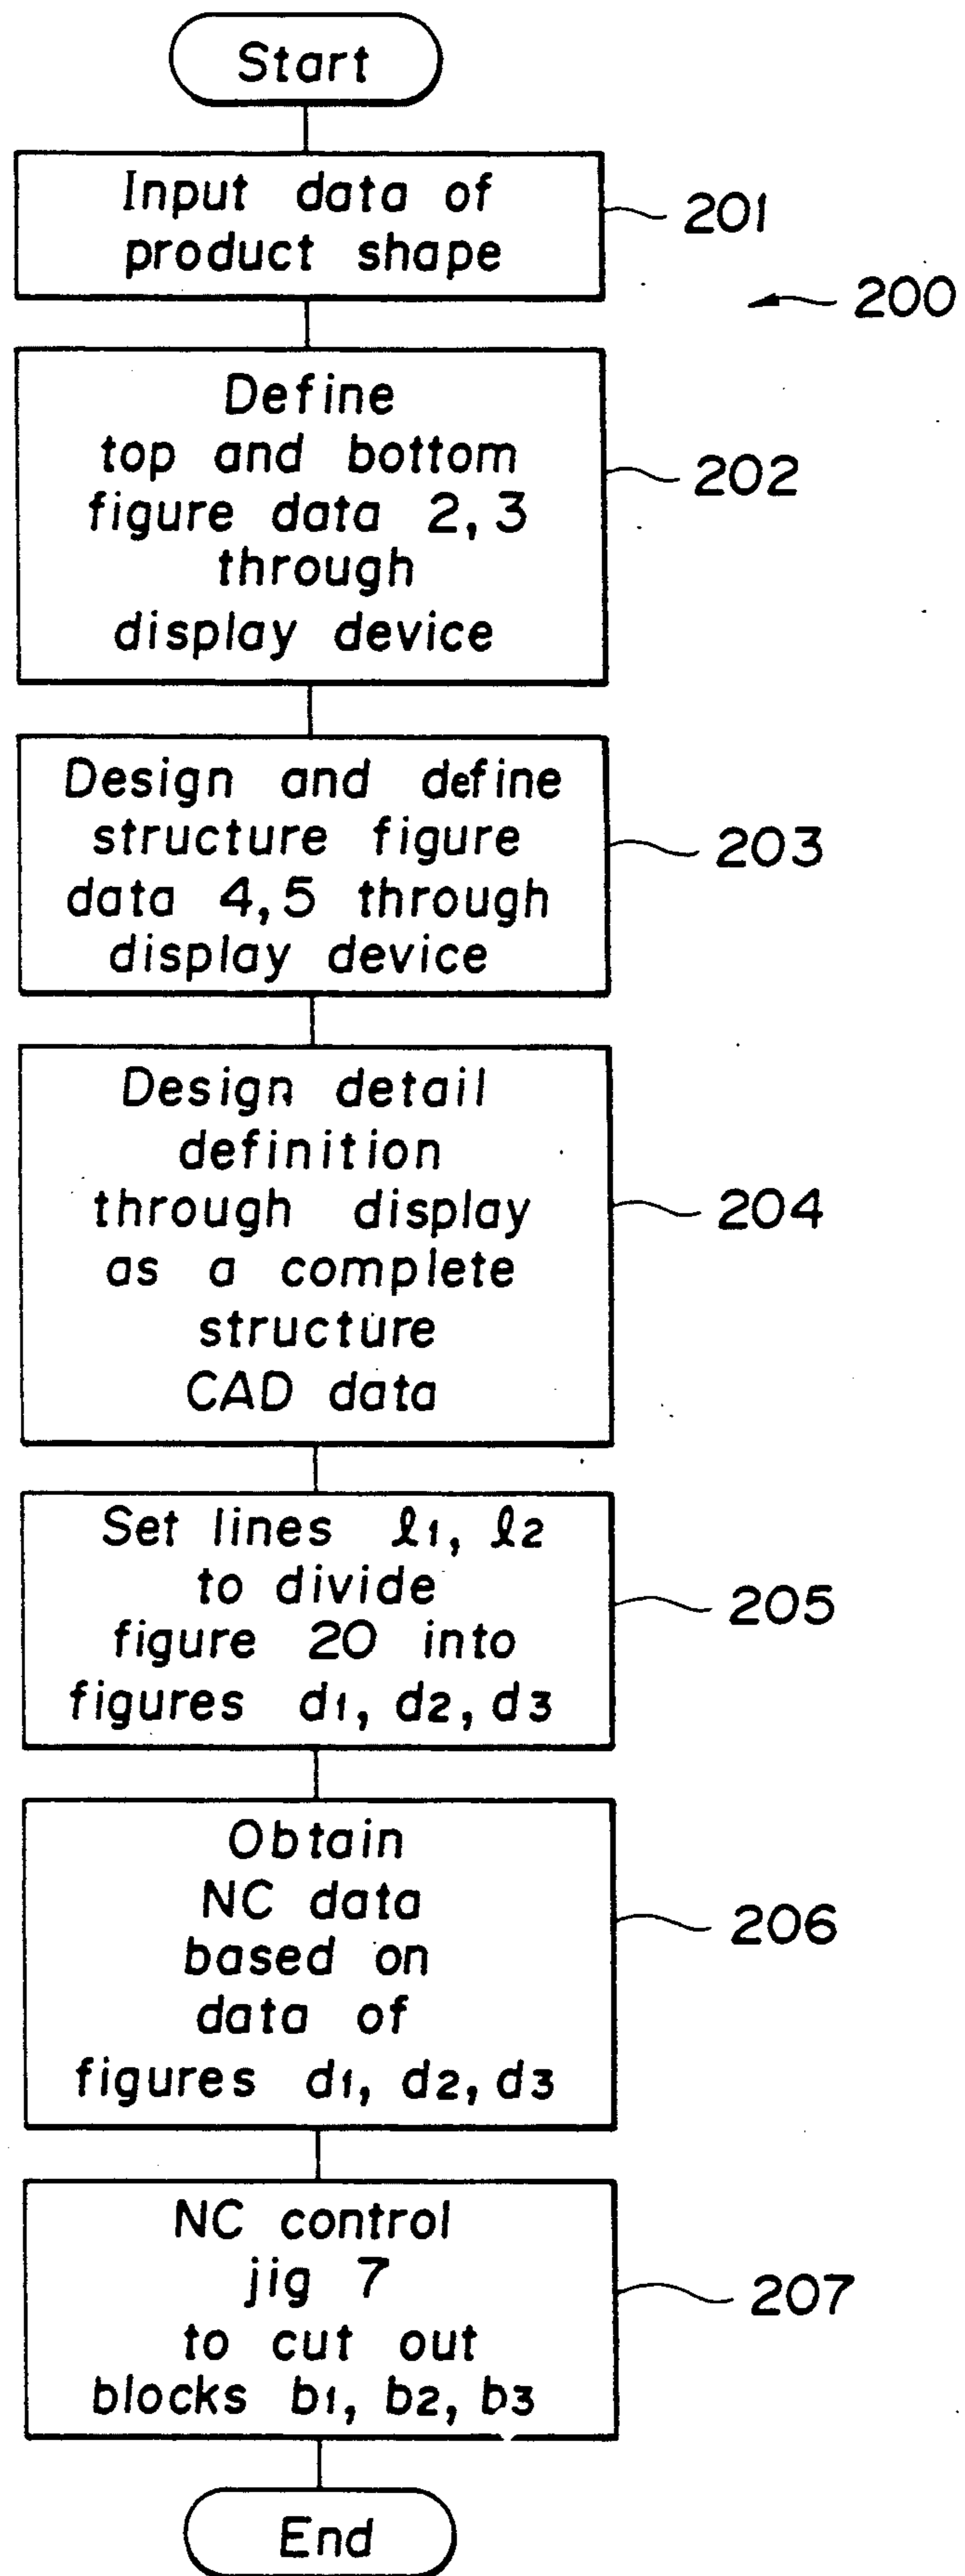 Start
Input data of
product shape
201
200
Define
top and bottom
figure data 2, 3
through
display device
202
Design and define
structure figure
data 4, 5 through
display device
203
Design detail
definition
through display
as a complete
structure
CAD data
204
Set lines ℓ1, ℓ2
to divide
figure 20 into
figures d1, d2, d3
205
Obtain
NC data
based on
data of
figures d1, d2, d3
206
NC control
jig 7
to cut out
blocks b1, b2, b3
207
End